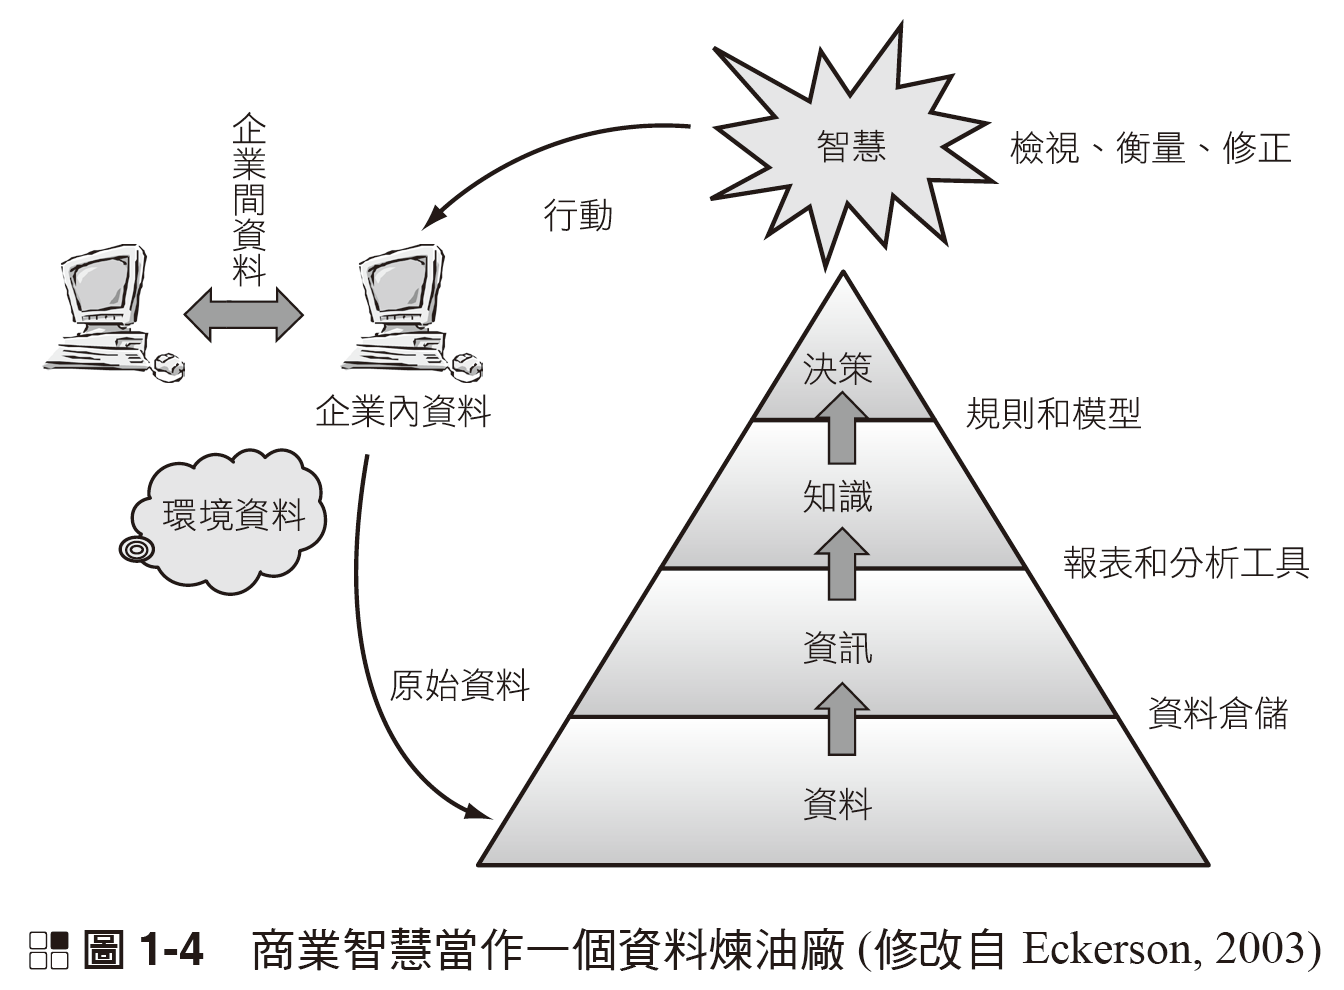 智慧
檢視、衡量、修正
企業間資料
行動
企業內資料
決策
規則和模型
知識
環境資料
報表和分析工具
資訊
原始資料
資料倉儲
資料
圖 1-4 商業智慧當作一個資料煉油廠 (修改自 Eckerson, 2003)